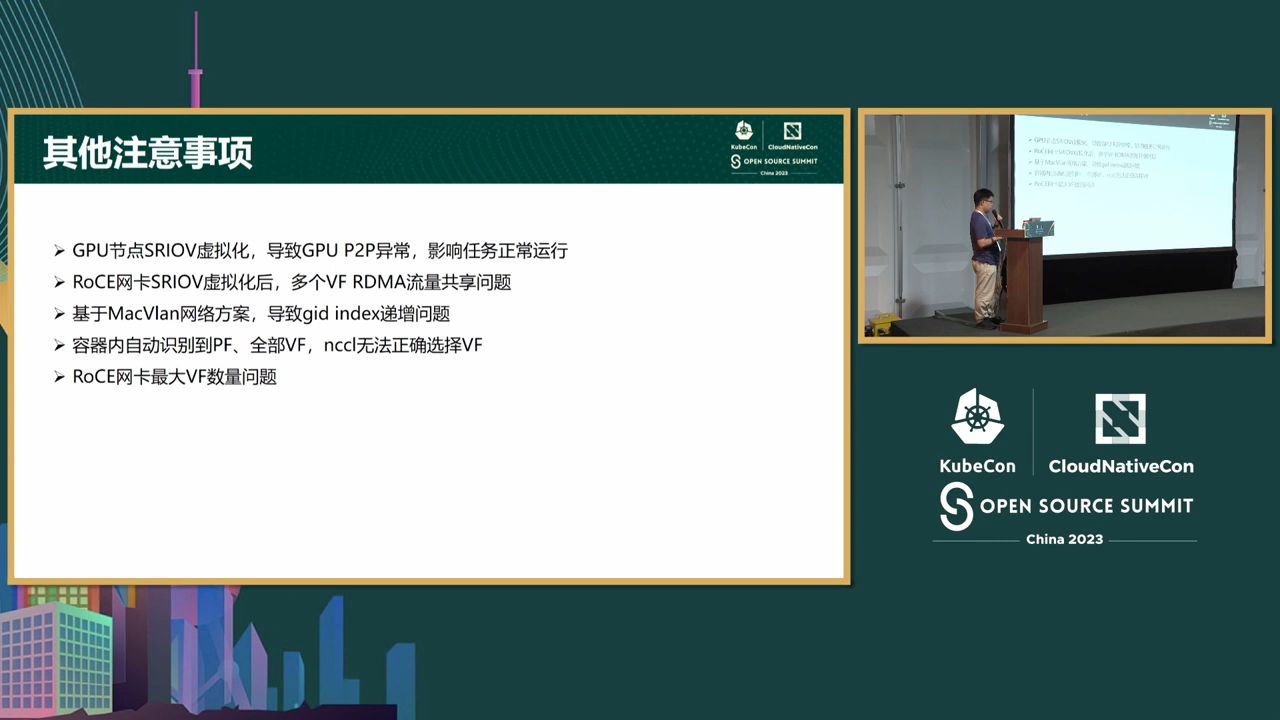 其他注意事项
KubeCon
CloudNativeCon
OPEN SOURCE SUMMIT
China 2023
GPU节点SRIOV虚拟化，导致GPU P2P异常，影响任务正常运行
RoCE网卡SRIOV虚拟化后，多个VF RDMA流量共享问题
基于MacVlan网络方案，导致gid index递增问题
容器内自动识别到PF、全部VF，nccl无法正确选择VF
RoCE网卡最大VF数量问题
KubeCon
CloudNativeCon
OPEN SOURCE SUMMIT
China 2023